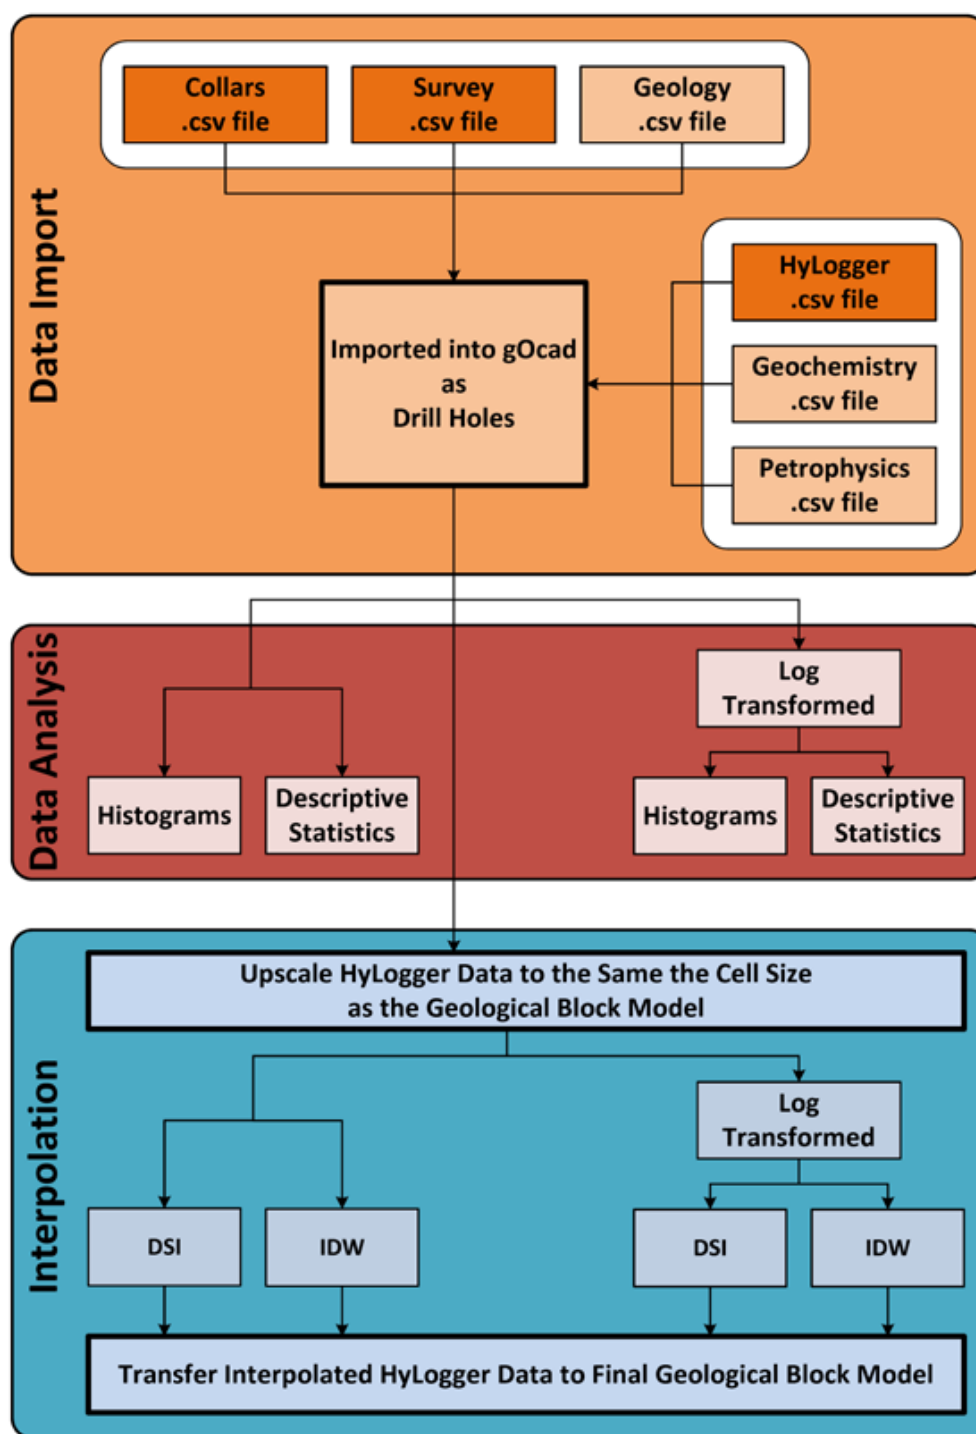 Data Import
Collars
.csv file
Survey
.csv file
Geology
.csv file
HyLogger
.csv file
Imported into gOcad
as
Drill Holes
Geochemistry
.csv file
Petrophysics
.csv file
Data Analysis
Log
Transformed
Histograms
Descriptive
Statistics
Histograms
Descriptive
Statistics
Interpolation
Upscale HyLogger Data to the Same the Cell Size
as the Geological Block Model
Log
Transformed
DSI
IDW
DSI
IDW
Transfer Interpolated HyLogger Data to Final Geological Block Model